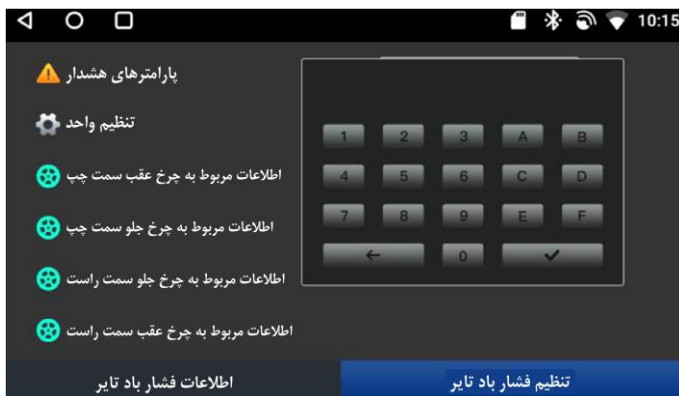 10:15
پارامترهای هشدار
تنظیم واحد
اطلاعات مربوط به چرخ عقب سمت چپ
اطلاعات مربوط به چرخ جلو سمت چپ
اطلاعات مربوط به چرخ جلو سمت راست
اطلاعات مربوط به چرخ عقب سمت راست
1 2 3 A B
4 5 6 C D
7 8 9 E F
← 0 ✓
تنظیم فشار باد تایر
اطلاعات فشار باد تایر